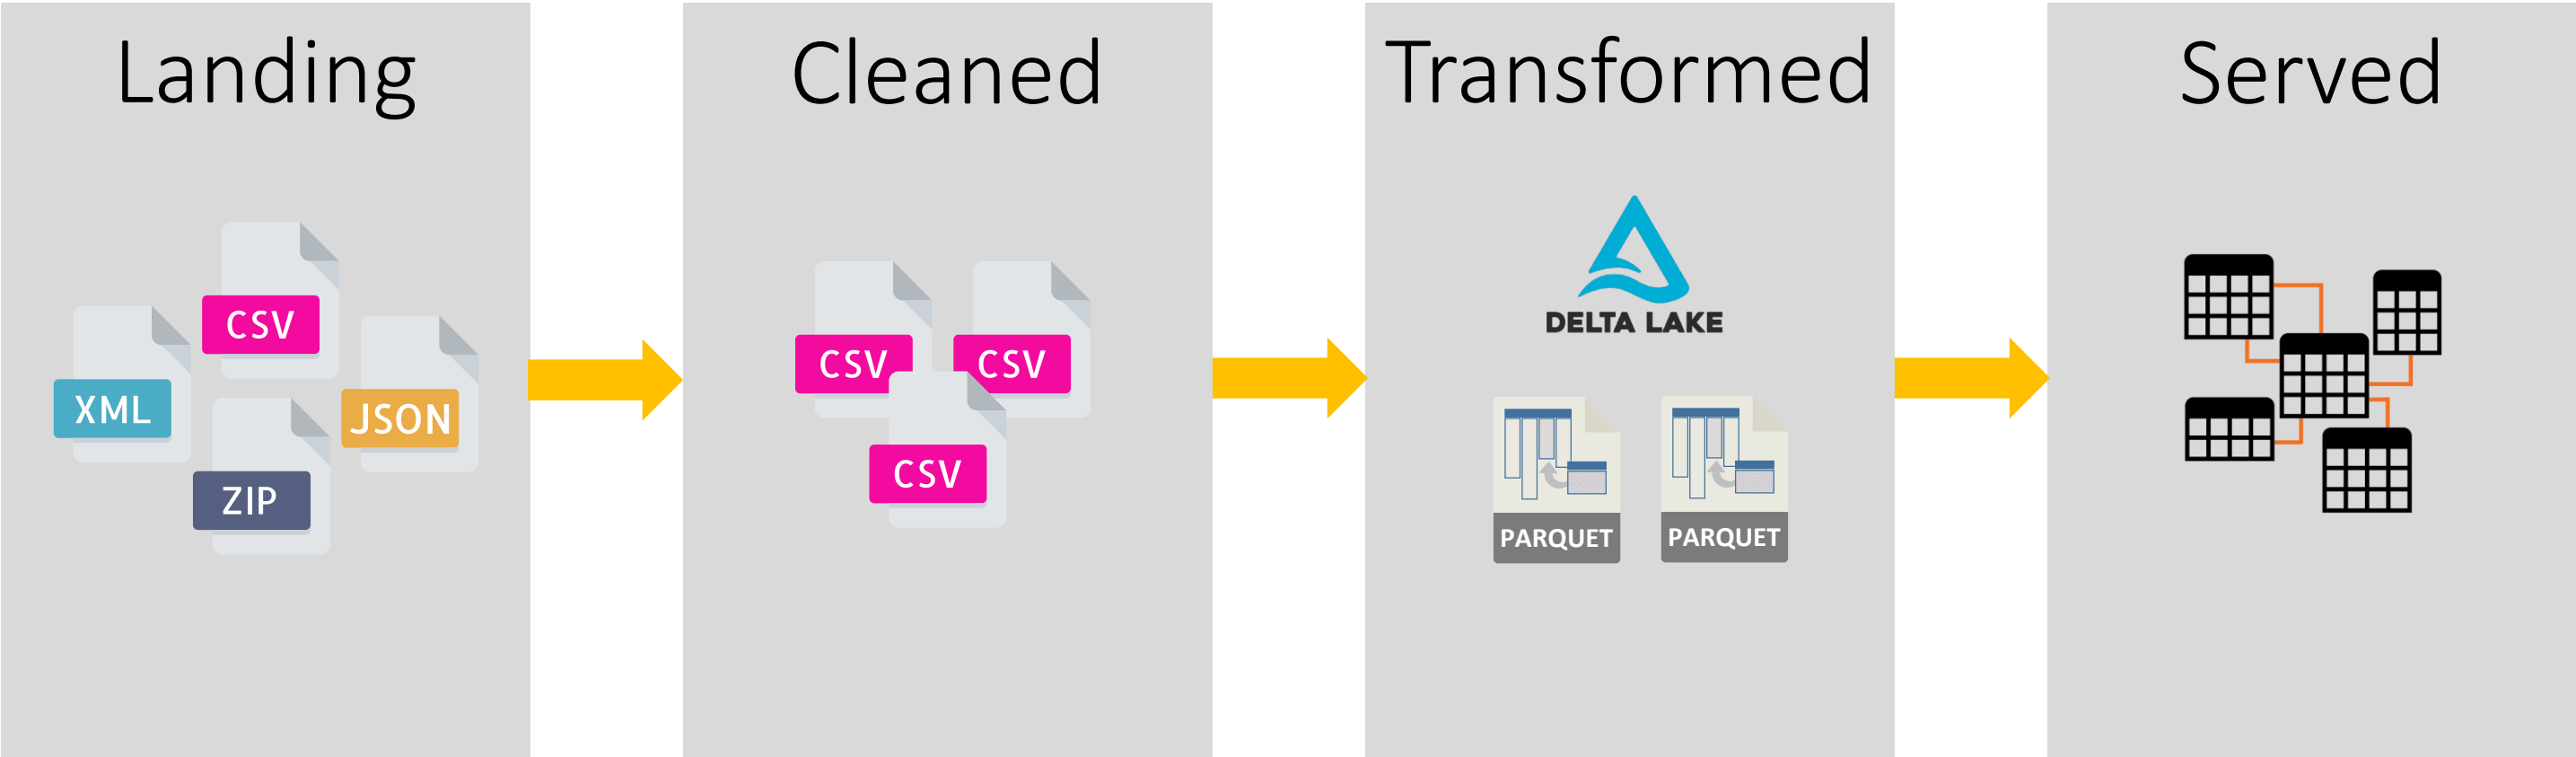 Landing
CSV
XML
JSON
ZIP
Cleaned
CSV
CSV
CSV
Transformed
DELTA LAKE
PARQUET
PARQUET
Served